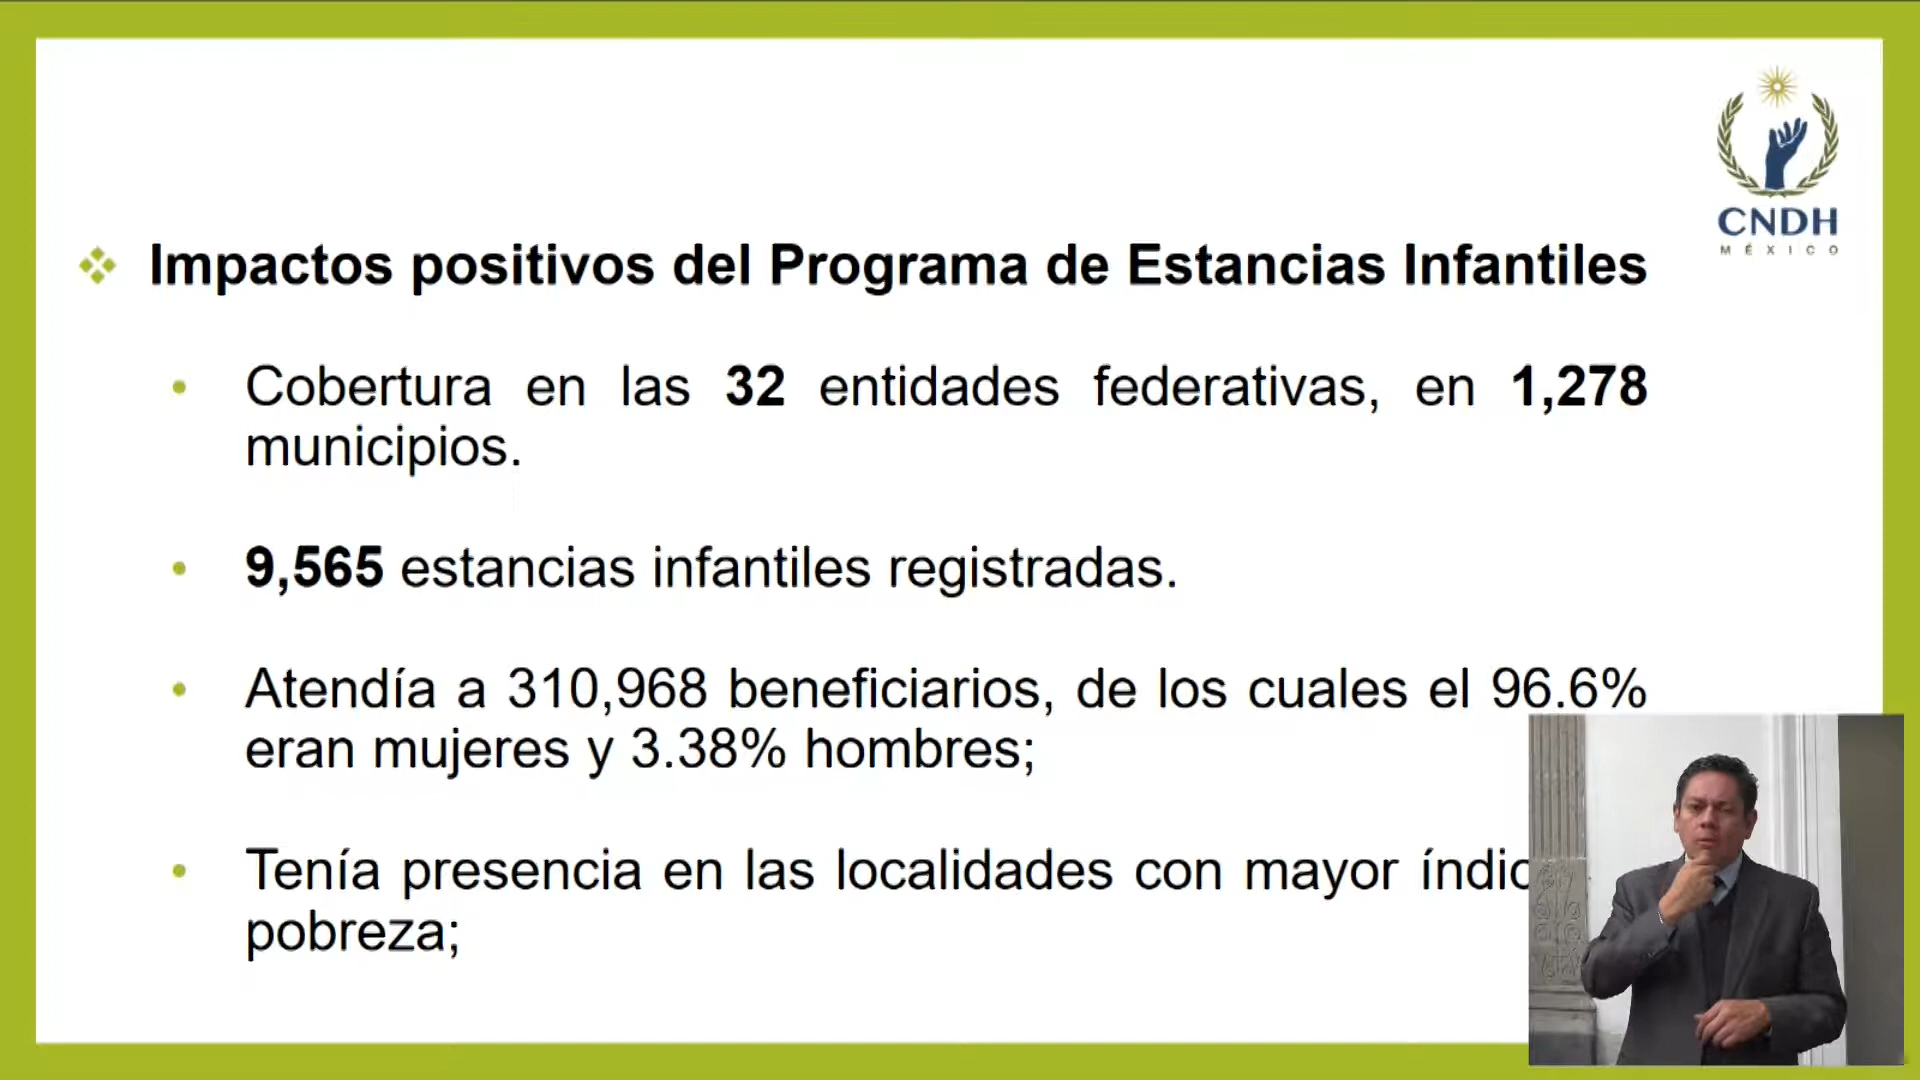 CNDH
MÉXICO
Impactos positivos del Programa de Estancias Infantiles
• Cobertura en las 32 entidades federativas, en 1,278
municipios.
• 9,565 estancias infantiles registradas.
• Atendía a 310,968 beneficiarios, de los cuales el 96.6%
eran mujeres y 3.38% hombres;
• Tenía presencia en las localidades con mayor
pobreza;